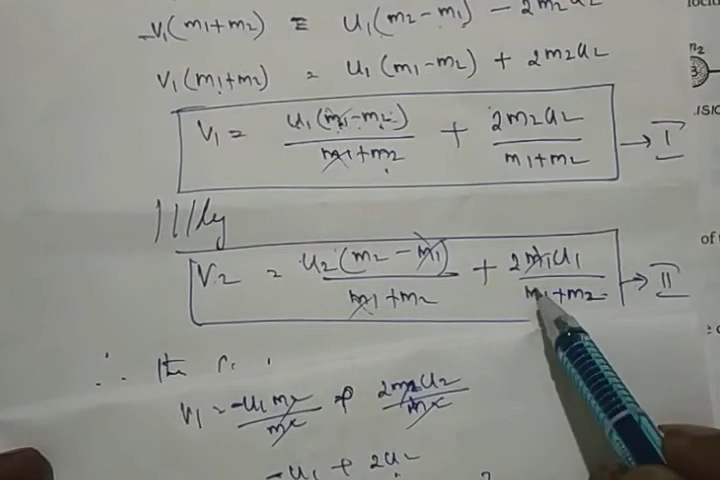 -V₁(m₁+m₂) = u₁(m₂-m₁) - 2m₂u₂
V₁(m₁+m₂) = u₁(m₁-m₂) + 2m₂u₂
V₁ = u₁(m₁-m₂)/(m₁+m₂) + 2m₂u₂/(m₁+m₂) → I
|||ly
V₂ = u₂(m₂-m₁)/(m₁+m₂) + 2m₁u₁/(m₁+m₂) → II
∴ the
V₁ = -u₁m₂/m₂ + 2m₂u₂/m₂
-u₁ + 2u₂